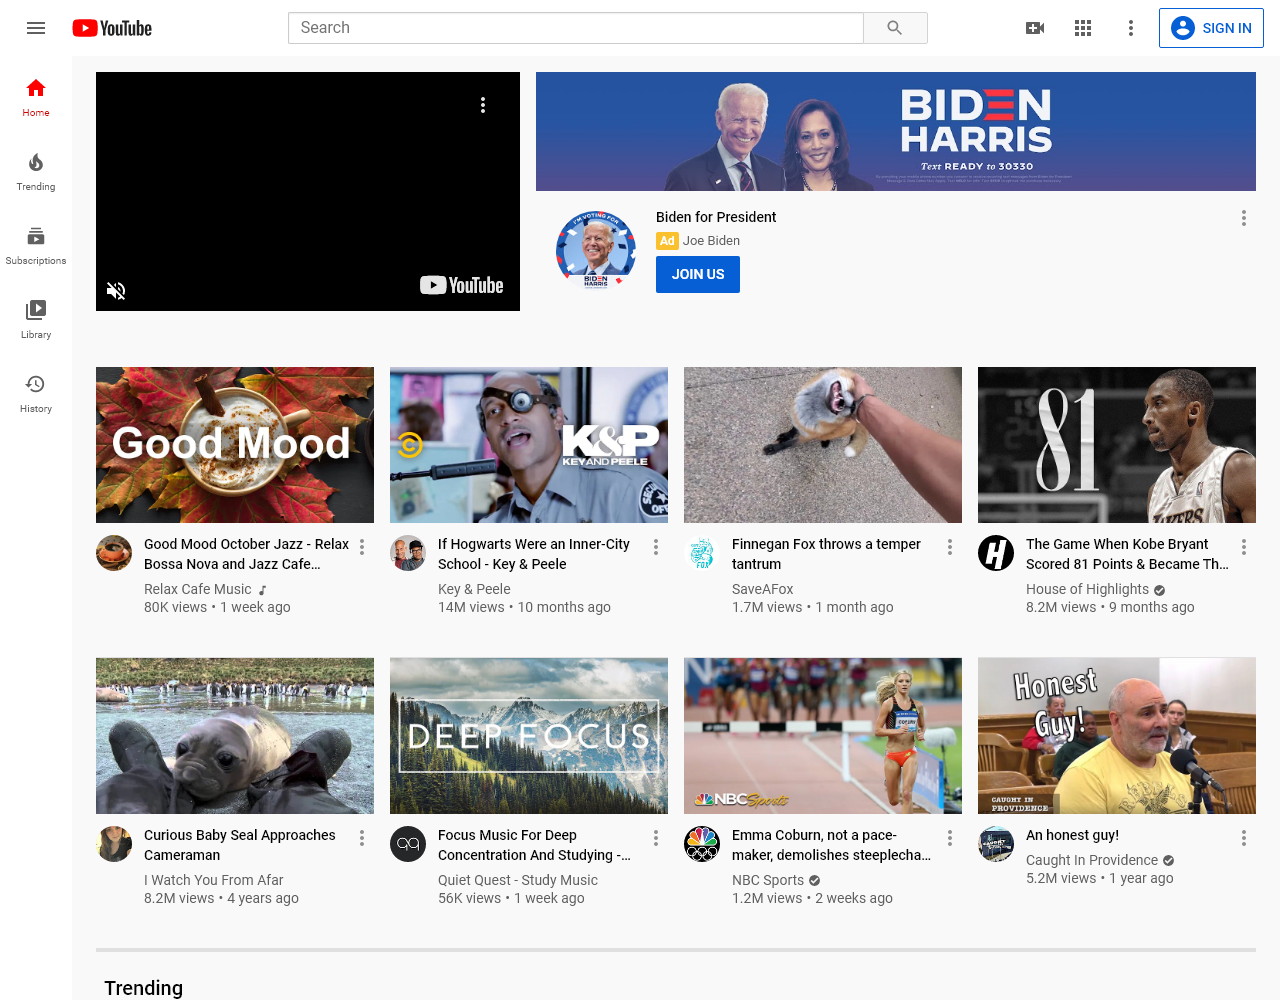 YouTube
Search
SIGN IN
Home
Trending
Subscriptions
Library
History
YouTube
BIDEN
HARRIS
Text READY to 30330
I'M VOTING FOR
BIDEN
HARRIS
Biden for President
Ad Joe Biden
JOIN US
Good Mood
K&P
KEY AND PEELE
81
Good Mood October Jazz - Relax
Bossa Nova and Jazz Cafe…
Relax Cafe Music
80K views • 1 week ago
If Hogwarts Were an Inner-City
School - Key & Peele
Key & Peele
14M views • 10 months ago
FOX
Finnegan Fox throws a temper
tantrum
SaveAFox
1.7M views • 1 month ago
H
The Game When Kobe Bryant
Scored 81 Points & Became Th…
House of Highlights
8.2M views • 9 months ago
DEEP FOCUS
NBC Sports
Honest
Guy!
CAUGHT IN
PROVIDENCE
Curious Baby Seal Approaches
Cameraman
I Watch You From Afar
8.2M views • 4 years ago
Focus Music For Deep
Concentration And Studying -…
Quiet Quest - Study Music
56K views • 1 week ago
Emma Coburn, not a pace-
maker, demolishes steeplecha…
NBC Sports
1.2M views • 2 weeks ago
An honest guy!
Caught In Providence
5.2M views • 1 year ago
Trending